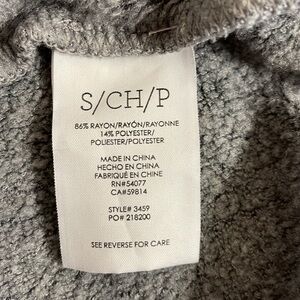 S/CH/P
86% RAYON/RAYÓN/RAYONNE
14% POLYESTER/
POLIESTER/POLYESTER
MADE IN CHINA
HECHO EN CHINA
FABRIQUÉ EN CHINE
RN#54077
CA#59814
STYLE# 3459
PO# 218200
SEE REVERSE FOR CARE